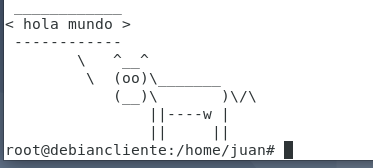 ____________
< hola mundo >
 ------------
        \   ^__^
         \  (oo)\_______
            (__)\       )\/\
                ||----w |
                ||     ||
root@debiancliente:/home/juan#